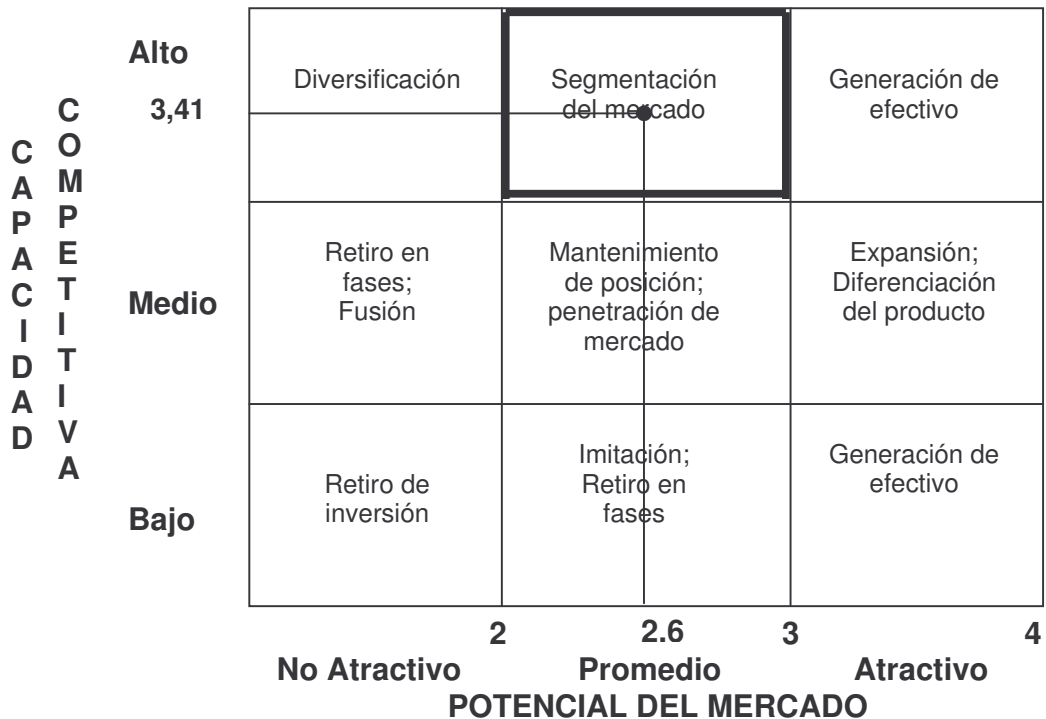 CAPACIDAD
COMPETITIVA
Alto
3,41
Diversificación
Segmentación
del mercado
Generación de
efectivo
Medio
Retiro en
fases;
Fusión
Mantenimiento
de posición;
penetración de
mercado
Expansión;
Diferenciación
del producto
Bajo
Retiro de
inversión
Imitación;
Retiro en
fases
Generación de
efectivo
2
2.6
3
4
No Atractivo
Promedio
Atractivo
POTENCIAL DEL MERCADO